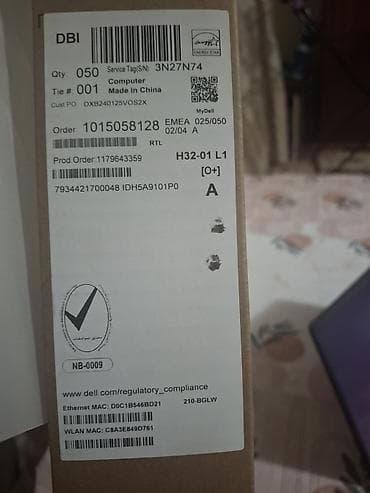 DBI
ENERGY STAR
Qty 050 Service Tag(S/N) 3N27N74
Tie # 001 Computer
Made in China
Cust PO DXB240125VOS2X
MyDell
Order 1015058128 EMEA 025/050
02/04 A
RTL
Prod Order:1179643359 H32-01 L1
[O+]
7934421700048 IDH5A9101P0 A
NB-0009
www.dell.com/regulatory_compliance
Ethernet MAC: D0C1B546BD21 210-BGLW
WLAN MAC: C8A3E849D761